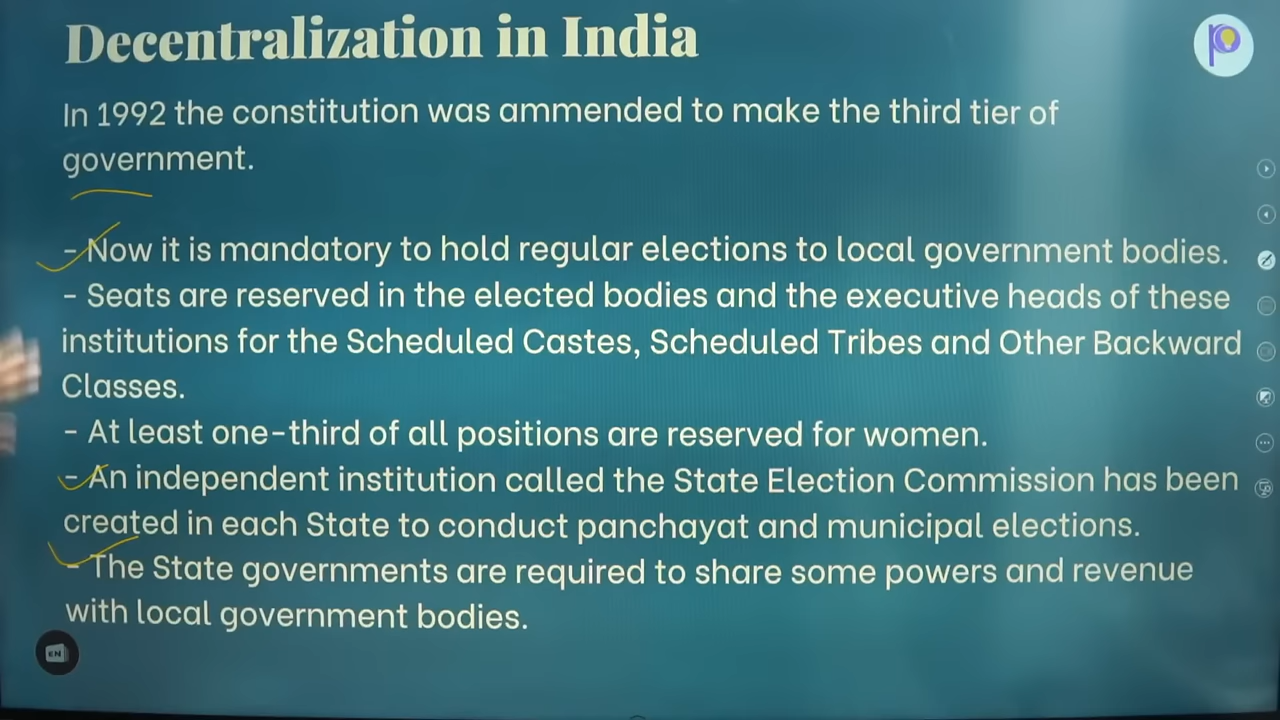 Decentralization in India
In 1992 the constitution was ammended to make the third tier of
government.
- Now it is mandatory to hold regular elections to local government bodies.
- Seats are reserved in the elected bodies and the executive heads of these
institutions for the Scheduled Castes, Scheduled Tribes and Other Backward
Classes.
- At least one-third of all positions are reserved for women.
- An independent institution called the State Election Commission has been
created in each State to conduct panchayat and municipal elections.
- The State governments are required to share some powers and revenue
with local government bodies.
EN